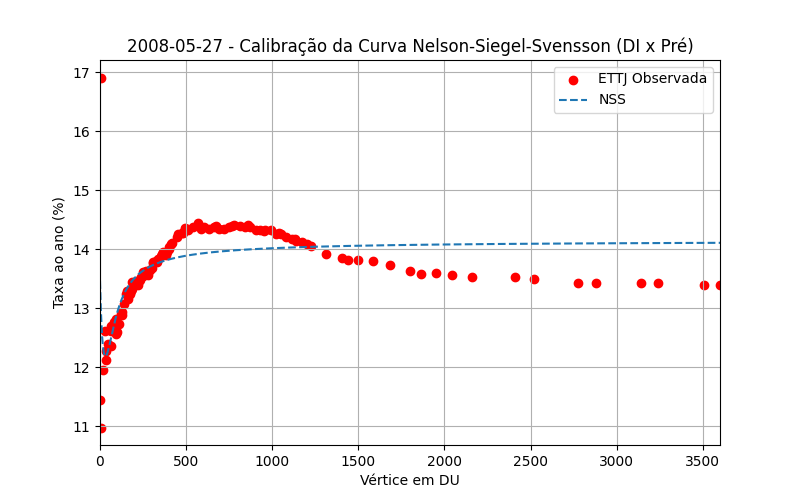 2008-05-27 - Calibração da Curva Nelson-Siegel-Svensson (DI x Pré)
ETTJ Observada
NSS
Taxa ao ano (%)
17
16
15
14
13
12
11
0 500 1000 1500 2000 2500 3000 3500
Vértice em DU